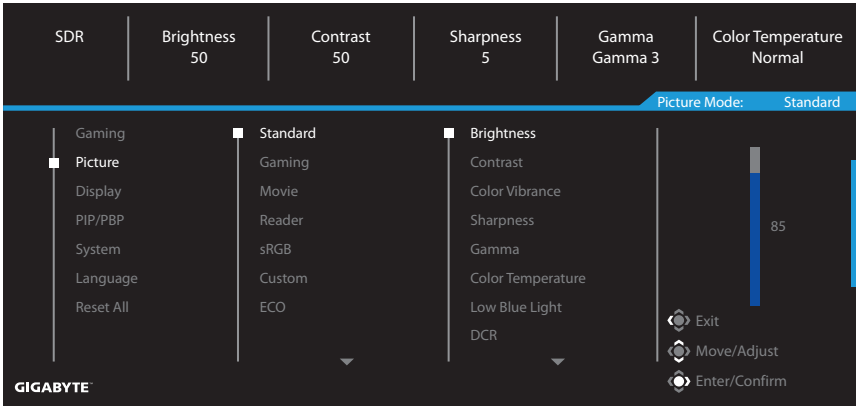 SDR Brightness Contrast Sharpness Gamma Color Temperature
50 50 5 Gamma 3 Normal
Picture Mode: Standard
Gaming Standard Brightness
Picture Gaming Contrast
Display Movie Color Vibrance
PIP/PBP Reader Sharpness
System sRGB Gamma
Language Custom Color Temperature
Reset All ECO Low Blue Light
DCR
85
Exit
Move/Adjust
Enter/Confirm
GIGABYTE™